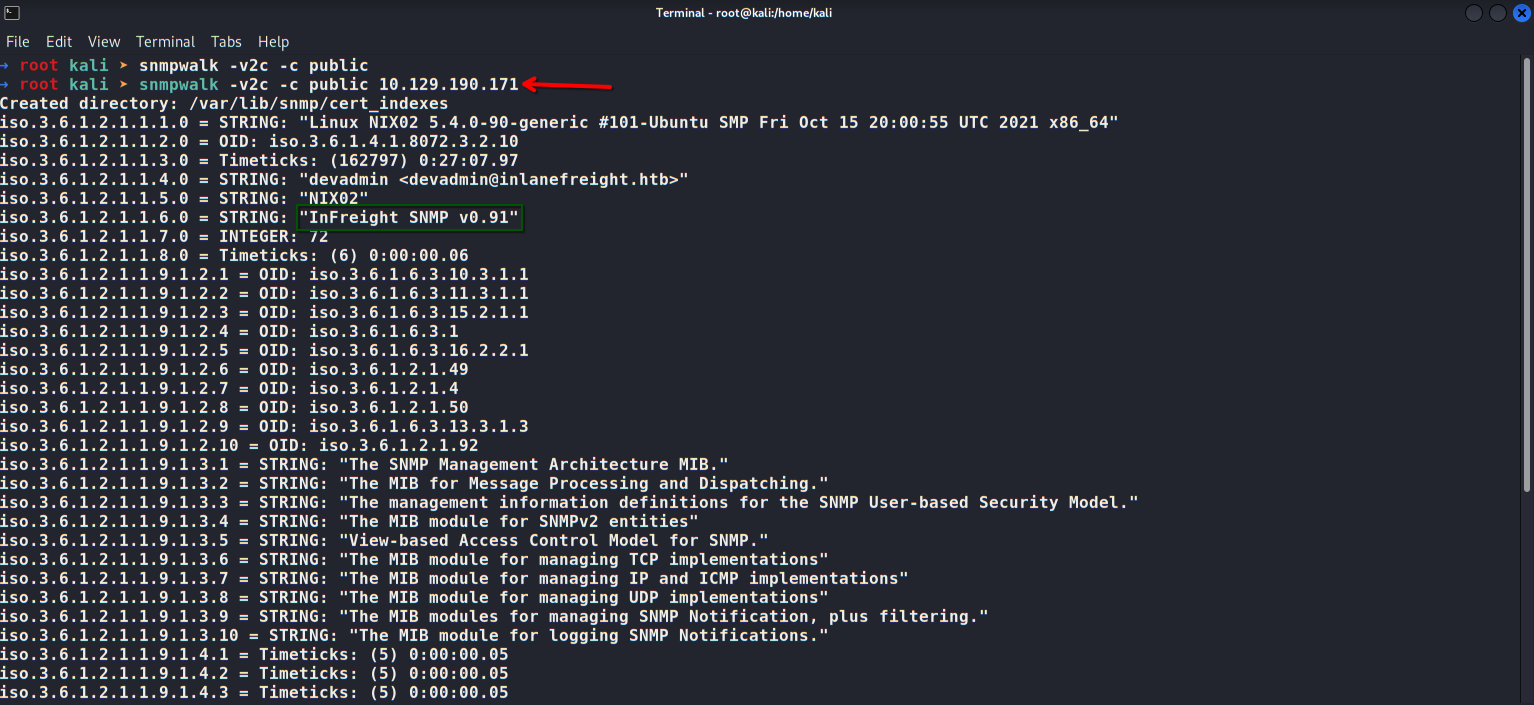 Terminal - root@kali:/home/kali
File Edit View Terminal Tabs Help
→ root kali ➤ snmpwalk -v2c -c public
→ root kali ➤ snmpwalk -v2c -c public 10.129.190.171
Created directory: /var/lib/snmp/cert_indexes
iso.3.6.1.2.1.1.1.0 = STRING: "Linux NIX02 5.4.0-90-generic #101-Ubuntu SMP Fri Oct 15 20:00:55 UTC 2021 x86_64"
iso.3.6.1.2.1.1.2.0 = OID: iso.3.6.1.4.1.8072.3.2.10
iso.3.6.1.2.1.1.3.0 = Timeticks: (162797) 0:27:07.97
iso.3.6.1.2.1.1.4.0 = STRING: "devadmin <devadmin@inlanefreight.htb>"
iso.3.6.1.2.1.1.5.0 = STRING: "NIX02"
iso.3.6.1.2.1.1.6.0 = STRING: "InFreight SNMP v0.91"
iso.3.6.1.2.1.1.7.0 = INTEGER: 72
iso.3.6.1.2.1.1.8.0 = Timeticks: (6) 0:00:00.06
iso.3.6.1.2.1.1.9.1.2.1 = OID: iso.3.6.1.6.3.10.3.1.1
iso.3.6.1.2.1.1.9.1.2.2 = OID: iso.3.6.1.6.3.11.3.1.1
iso.3.6.1.2.1.1.9.1.2.3 = OID: iso.3.6.1.6.3.15.2.1.1
iso.3.6.1.2.1.1.9.1.2.4 = OID: iso.3.6.1.6.3.1
iso.3.6.1.2.1.1.9.1.2.5 = OID: iso.3.6.1.6.3.16.2.2.1
iso.3.6.1.2.1.1.9.1.2.6 = OID: iso.3.6.1.2.1.49
iso.3.6.1.2.1.1.9.1.2.7 = OID: iso.3.6.1.2.1.4
iso.3.6.1.2.1.1.9.1.2.8 = OID: iso.3.6.1.2.1.50
iso.3.6.1.2.1.1.9.1.2.9 = OID: iso.3.6.1.6.3.13.3.1.3
iso.3.6.1.2.1.1.9.1.2.10 = OID: iso.3.6.1.2.1.92
iso.3.6.1.2.1.1.9.1.3.1 = STRING: "The SNMP Management Architecture MIB."
iso.3.6.1.2.1.1.9.1.3.2 = STRING: "The MIB for Message Processing and Dispatching."
iso.3.6.1.2.1.1.9.1.3.3 = STRING: "The management information definitions for the SNMP User-based Security Model."
iso.3.6.1.2.1.1.9.1.3.4 = STRING: "The MIB module for SNMPv2 entities"
iso.3.6.1.2.1.1.9.1.3.5 = STRING: "View-based Access Control Model for SNMP."
iso.3.6.1.2.1.1.9.1.3.6 = STRING: "The MIB module for managing TCP implementations"
iso.3.6.1.2.1.1.9.1.3.7 = STRING: "The MIB module for managing IP and ICMP implementations"
iso.3.6.1.2.1.1.9.1.3.8 = STRING: "The MIB module for managing UDP implementations"
iso.3.6.1.2.1.1.9.1.3.9 = STRING: "The MIB modules for managing SNMP Notification, plus filtering."
iso.3.6.1.2.1.1.9.1.3.10 = STRING: "The MIB module for logging SNMP Notifications."
iso.3.6.1.2.1.1.9.1.4.1 = Timeticks: (5) 0:00:00.05
iso.3.6.1.2.1.1.9.1.4.2 = Timeticks: (5) 0:00:00.05
iso.3.6.1.2.1.1.9.1.4.3 = Timeticks: (5) 0:00:00.05